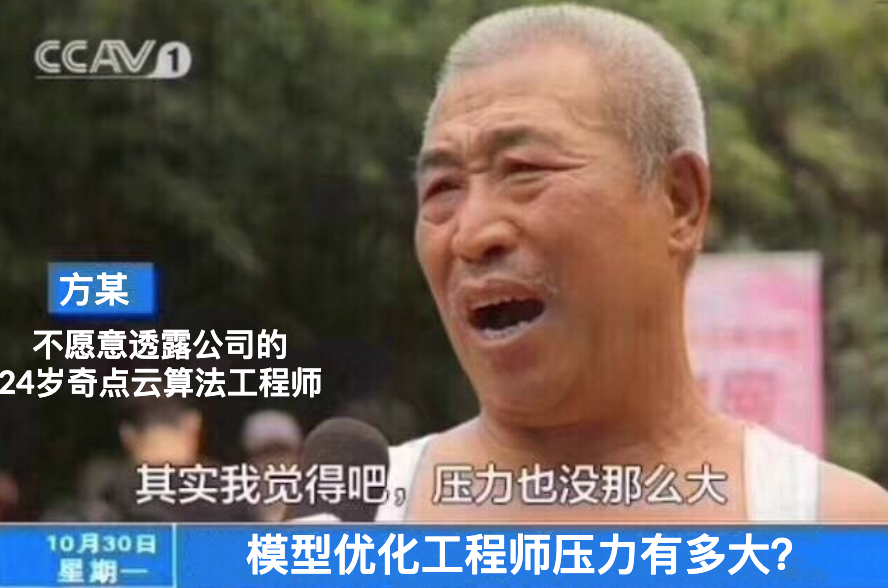 CCAV 1
方某
不愿意透露公司的
24岁奇点云算法工程师
其实我觉得吧，压力也没那么大
10月30日
星期一
模型优化工程师压力有多大?